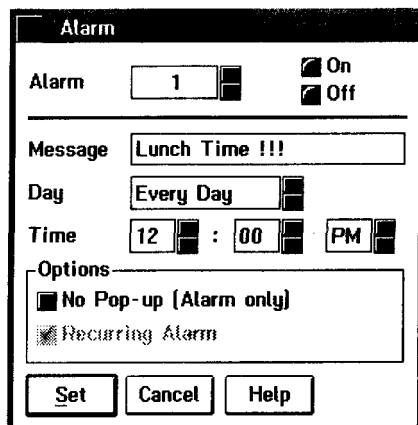 Alarm
Alarm 1 On
Off
Message Lunch Time !!!
Day Every Day
Time 12 : 00 PM
Options
No Pop-up (Alarm only)
Recurring Alarm
Set Cancel Help